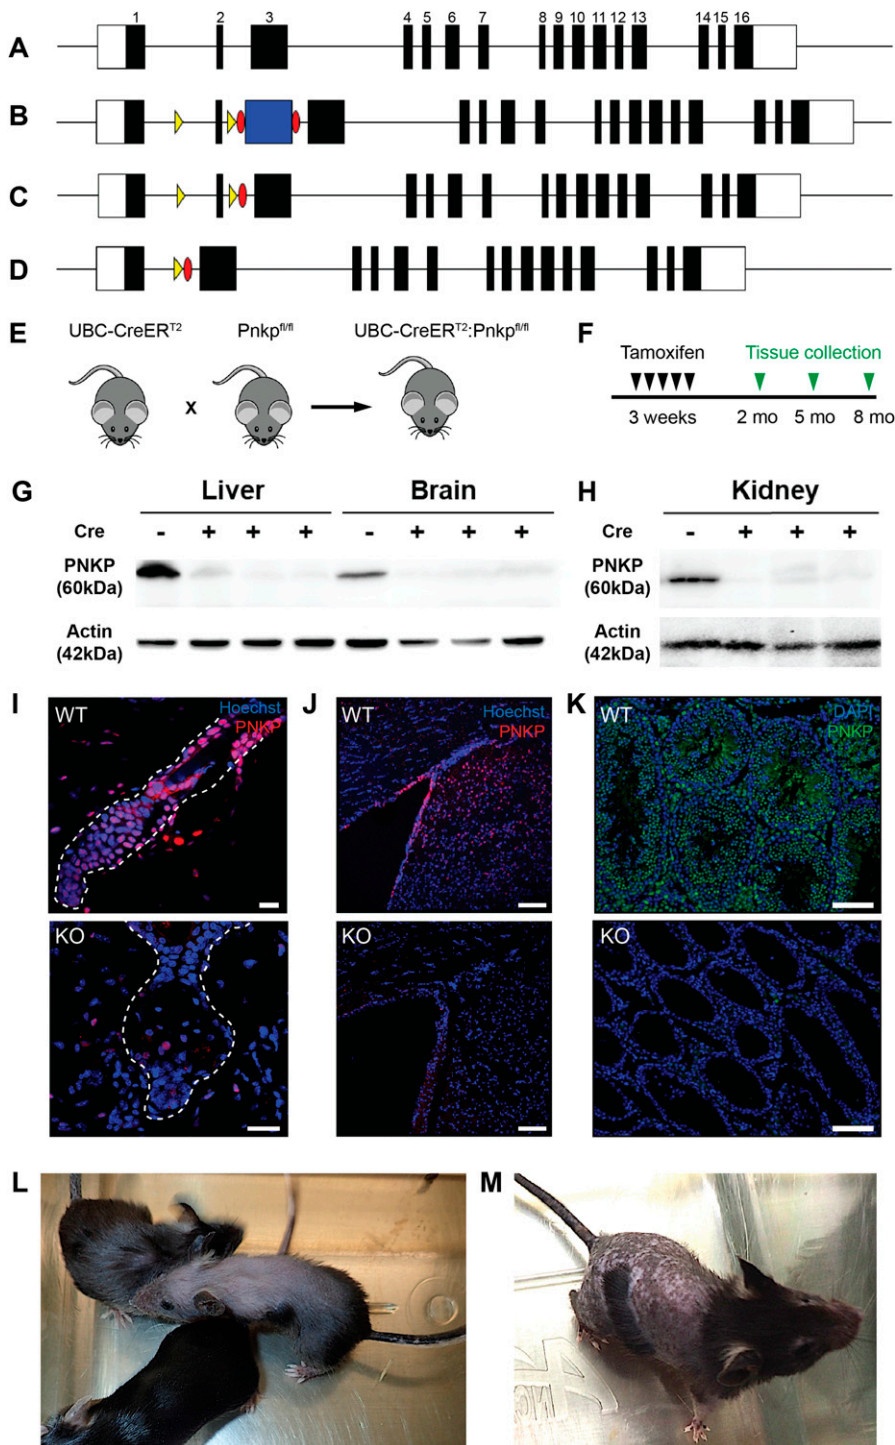 A
1 2 3 4 5 6 7 8 9 10 11 12 13 14 15 16
B
C
D
E
UBC-CreER^T2 Pnkp^fl/fl UBC-CreER^T2:Pnkp^fl/fl
x
F
Tamoxifen Tissue collection
3 weeks 2 mo 5 mo 8 mo
G
Liver Brain
Cre - + + + - + + +
PNKP
(60kDa)
Actin
(42kDa)
H
Kidney
Cre - + + +
PNKP
(60kDa)
Actin
(42kDa)
I
WT Hoechst
PNKP
KO
J
WT Hoechst
PNKP
KO
K
WT DAPI
PNKP
KO
L
M